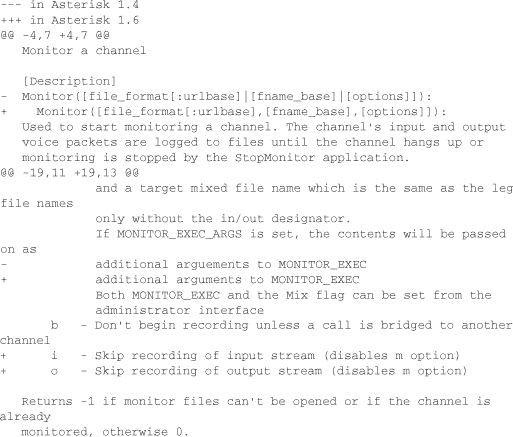 --- in Asterisk 1.4
+++ in Asterisk 1.6
@@ -4,7 +4,7 @@
   Monitor a channel

   [Description]
-  Monitor([file_format[:urlbase]|[fname_base]|[options]]):
+    Monitor([file_format[:urlbase],[fname_base],[options]]):
   Used to start monitoring a channel. The channel's input and output
   voice packets are logged to files until the channel hangs up or
   monitoring is stopped by the StopMonitor application.
@@ -19,11 +19,13 @@
             and a target mixed file name which is the same as the leg
file names
             only without the in/out designator.
             If MONITOR_EXEC_ARGS is set, the contents will be passed
on as
-            additional arguements to MONITOR_EXEC
+            additional arguments to MONITOR_EXEC
             Both MONITOR_EXEC and the Mix flag can be set from the
             administrator interface
       b   - Don't begin recording unless a call is bridged to another
channel
+      i   - Skip recording of input stream (disables m option)
+      o   - Skip recording of output stream (disables m option)

   Returns -1 if monitor files can't be opened or if the channel is
already
   monitored, otherwise 0.